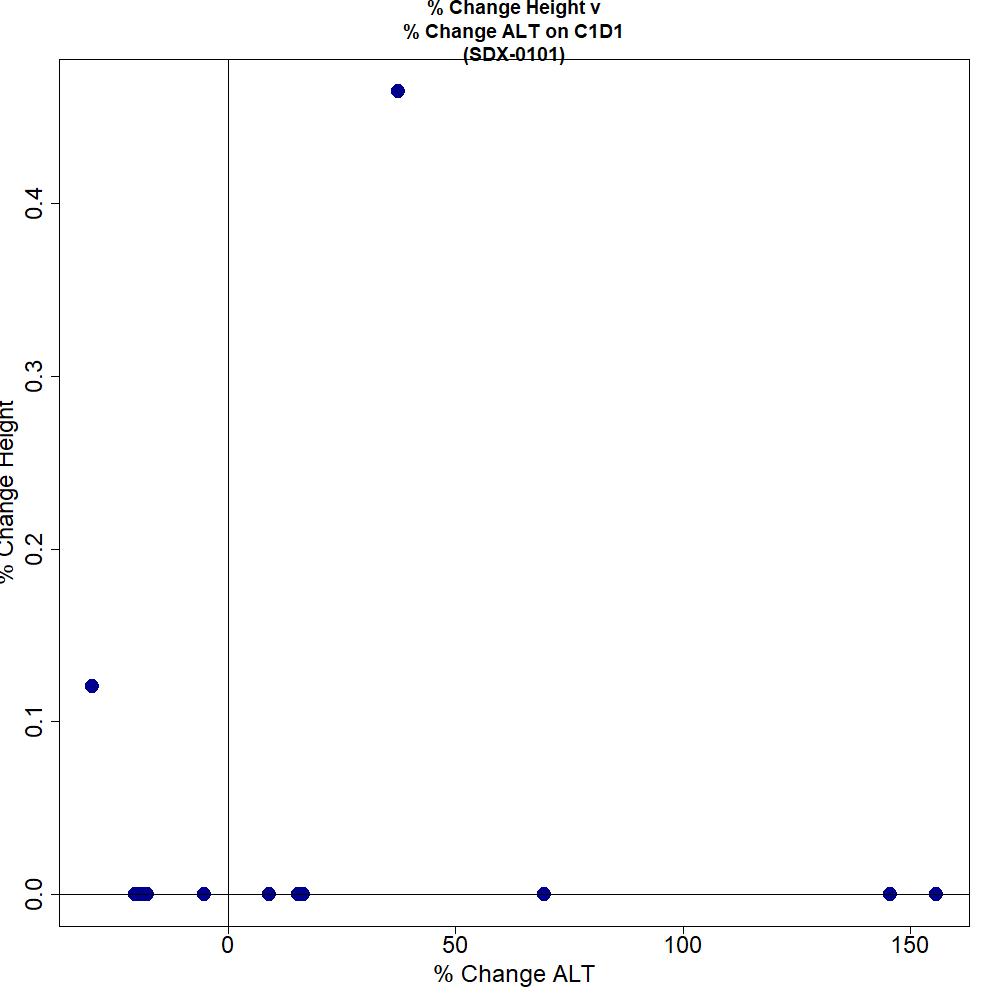 % Change Height v
% Change ALT on C1D1
(SDX-0101)
% Change Height
0.4
0.3
0.2
0.1
0.0
0
50
100
150
% Change ALT